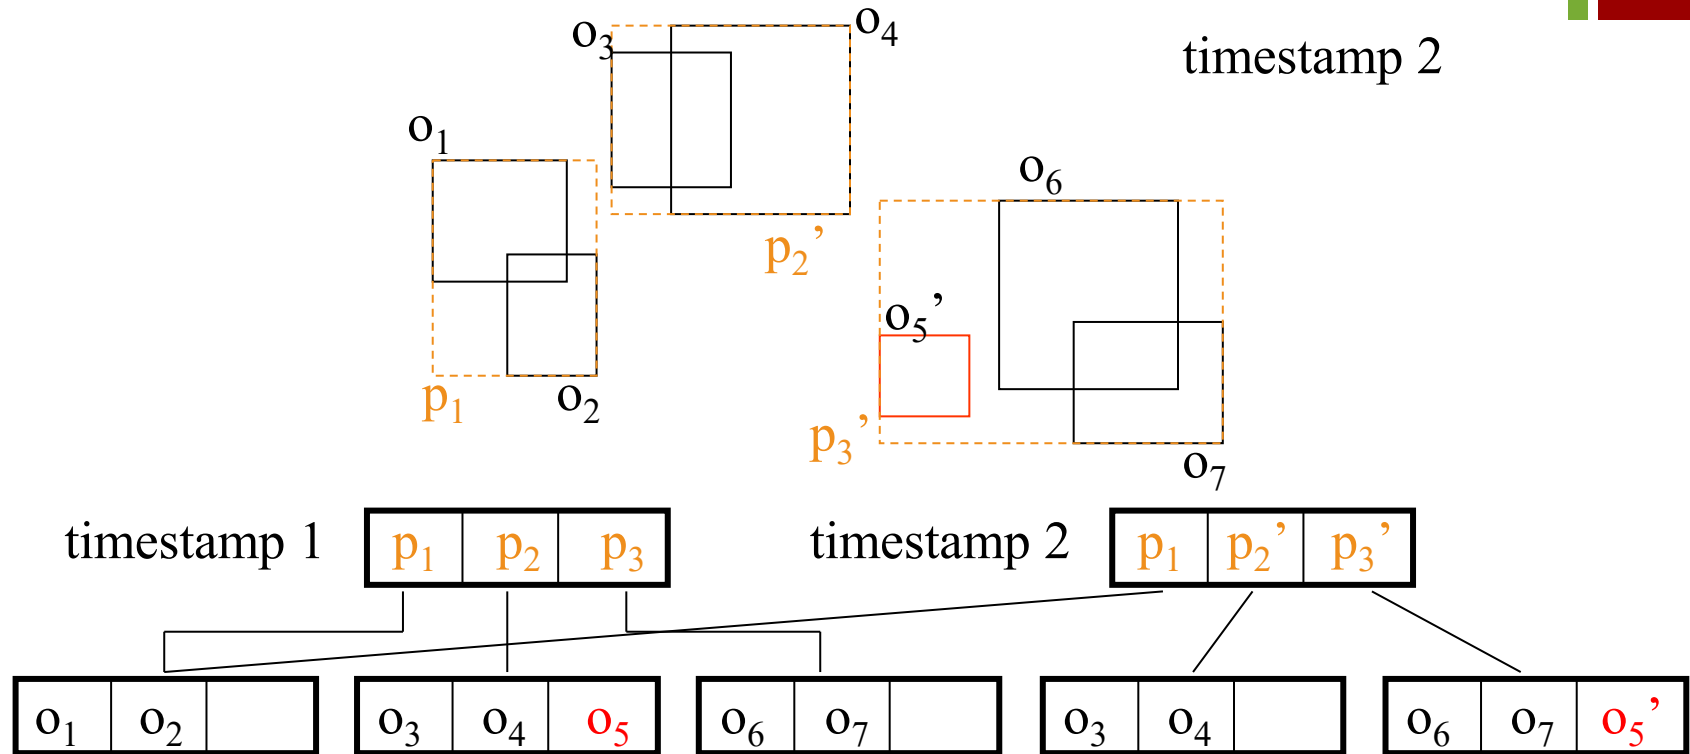 o₃
o₄
timestamp 2
o₁
o₆
p₂’
o₅’
p₁
o₂
p₃’
o₇
timestamp 1
p₁ p₂ p₃
timestamp 2
p₁ p₂’ p₃’
o₁ o₂
o₃ o₄ o₅
o₆ o₇
o₃ o₄
o₆ o₇ o₅’